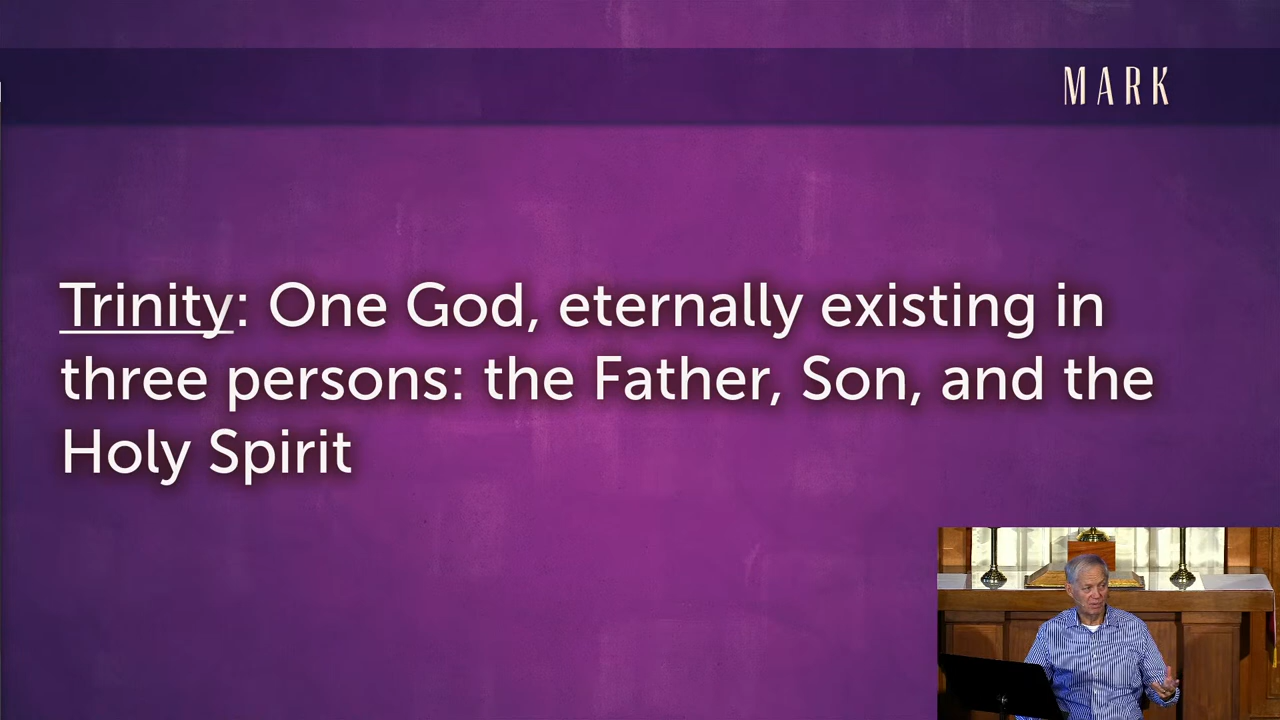 MARK
Trinity: One God, eternally existing in
three persons: the Father, Son, and the
Holy Spirit